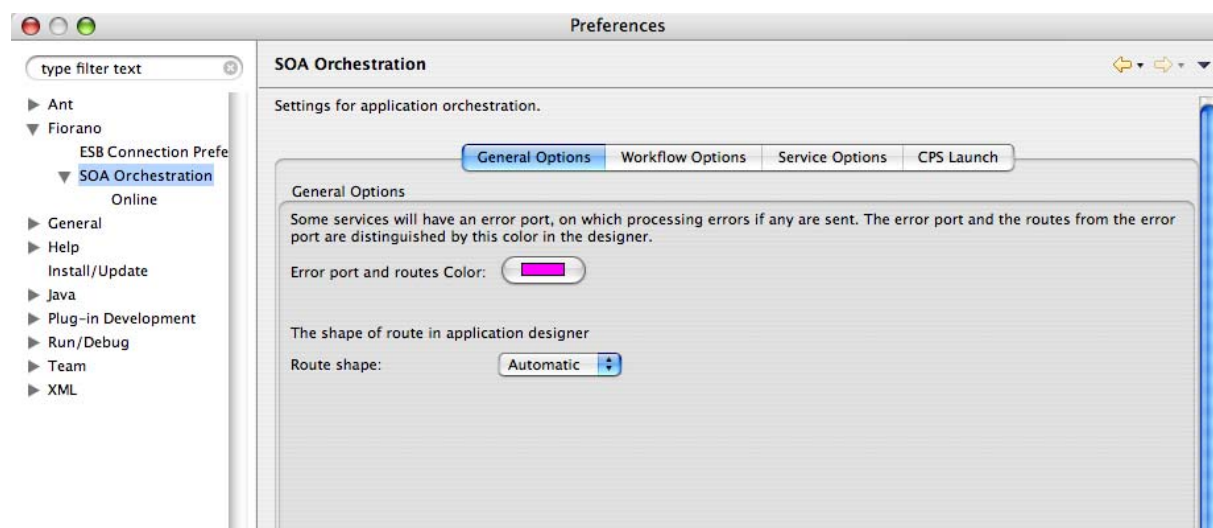 Preferences
type filter text
Ant
Fiorano
ESB Connection Prefe
SOA Orchestration
Online
General
Help
Install/Update
Java
Plug-in Development
Run/Debug
Team
XML
SOA Orchestration
Settings for application orchestration.
General Options Workflow Options Service Options CPS Launch
General Options
Some services will have an error port, on which processing errors if any are sent. The error port and the routes from the error
port are distinguished by this color in the designer.
Error port and routes Color:
The shape of route in application designer
Route shape: Automatic